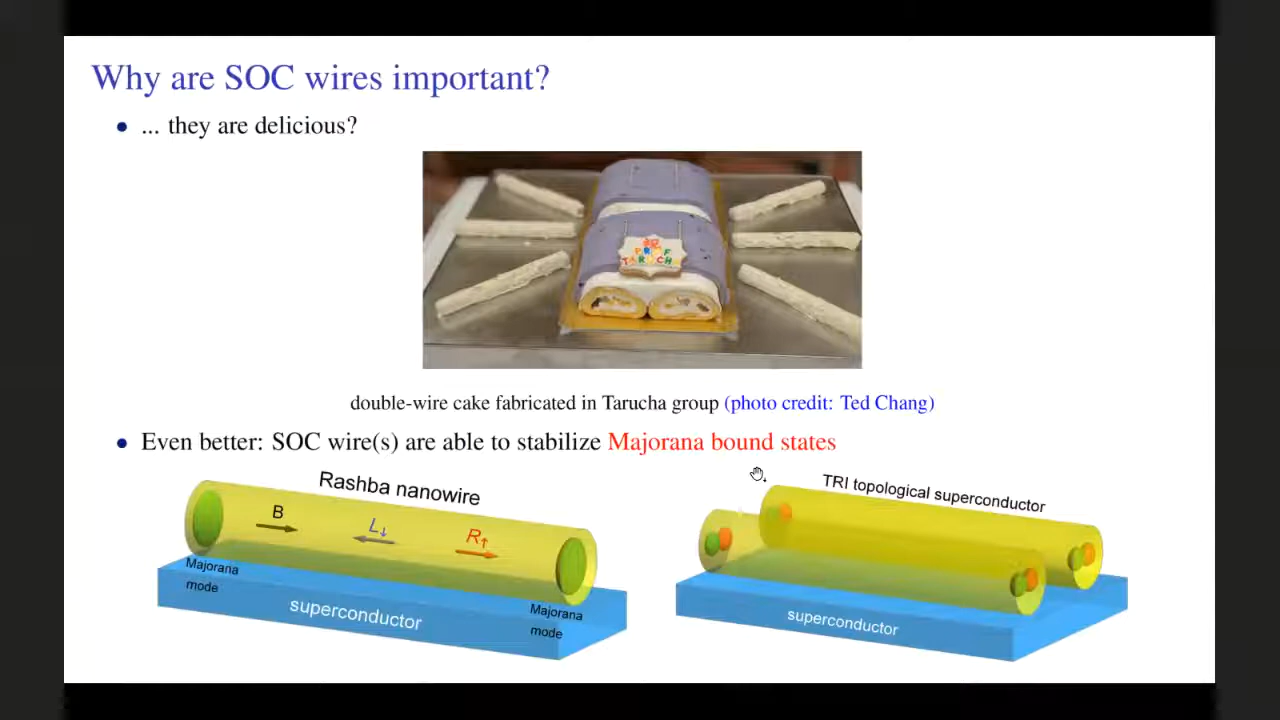 Why are SOC wires important?
• ... they are delicious?
祝
PROF
TARUCHA
double-wire cake fabricated in Tarucha group (photo credit: Ted Chang)
• Even better: SOC wire(s) are able to stabilize Majorana bound states
Rashba nanowire
B
L↓
R↑
Majorana
mode
superconductor
Majorana
mode
TRI topological superconductor
superconductor